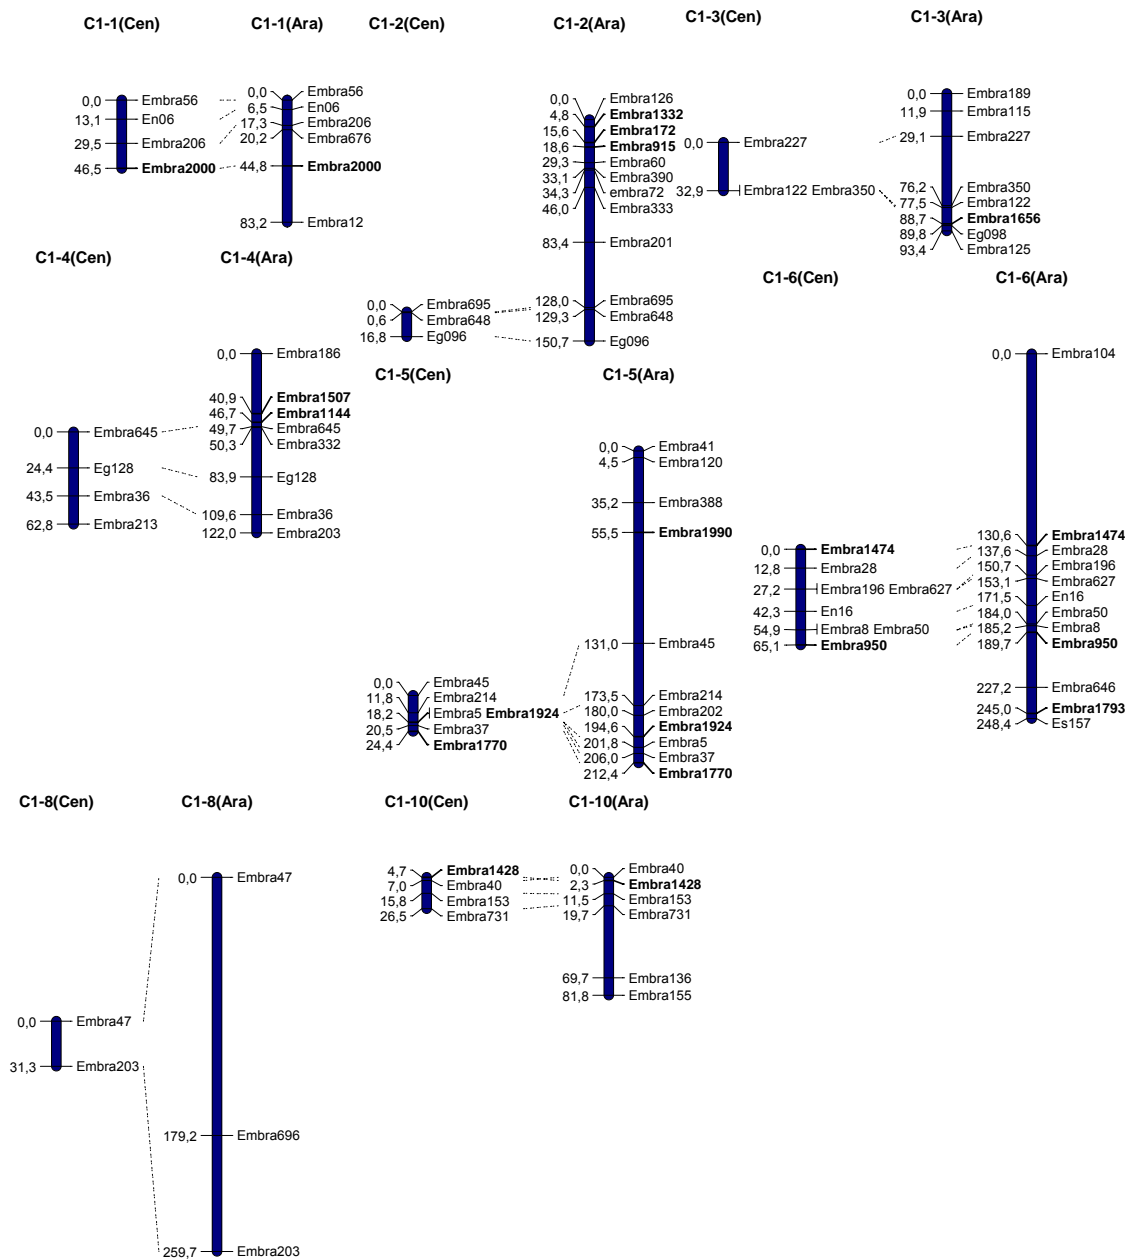 C1-1(Cen)
0,0 Embra56
13,1 En06
29,5 Embra206
46,5 Embra2000
C1-1(Ara)
0,0 Embra56
6,5 En06
17,3 Embra206
20,2 Embra676
44,8 Embra2000
83,2 Embra12
C1-2(Cen)
0,0 Embra695
0,6 Embra648
16,8 Eg096
C1-2(Ara)
0,0 Embra126
4,8 Embra1332
15,6 Embra172
18,6 Embra915
29,3 Embra60
33,1 Embra390
34,3 embra72
46,0 Embra333
83,4 Embra201
128,0 Embra695
129,3 Embra648
150,7 Eg096
C1-3(Cen)
0,0 Embra227
32,9 Embra122 Embra350
C1-3(Ara)
0,0 Embra189
11,9 Embra115
29,1 Embra227
76,2 Embra350
77,5 Embra122
88,7 Embra1656
89,8 Eg098
93,4 Embra125
C1-4(Cen)
0,0 Embra645
24,4 Eg128
43,5 Embra36
62,8 Embra213
C1-4(Ara)
0,0 Embra186
40,9 Embra1507
46,7 Embra1144
49,7 Embra645
50,3 Embra332
83,9 Eg128
109,6 Embra36
122,0 Embra203
C1-5(Cen)
0,0 Embra45
11,8 Embra214
18,2 Embra5 Embra1924
20,5 Embra37
24,4 Embra1770
C1-5(Ara)
0,0 Embra41
4,5 Embra120
35,2 Embra388
55,5 Embra1990
131,0 Embra45
173,5 Embra214
180,0 Embra202
194,6 Embra1924
201,8 Embra5
206,0 Embra37
212,4 Embra1770
C1-6(Cen)
0,0 Embra1474
12,8 Embra28
27,2 Embra196 Embra627
42,3 En16
54,9 Embra8 Embra50
65,1 Embra950
C1-6(Ara)
0,0 Embra104
130,6 Embra1474
137,6 Embra28
150,7 Embra196
153,1 Embra627
171,5 En16
184,0 Embra50
185,2 Embra8
189,7 Embra950
227,2 Embra646
245,0 Embra1793
248,4 Es157
C1-8(Cen)
0,0 Embra47
31,3 Embra203
C1-8(Ara)
0,0 Embra47
179,2 Embra696
259,7 Embra203
C1-10(Cen)
4,7 Embra1428
7,0 Embra40
15,8 Embra153
26,5 Embra731
C1-10(Ara)
0,0 Embra40
2,3 Embra1428
11,5 Embra153
19,7 Embra731
69,7 Embra136
81,8 Embra155